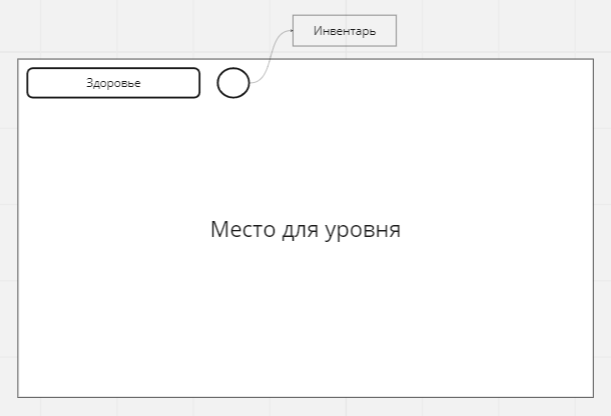 Инвентарь
Здоровье
Место для уровня